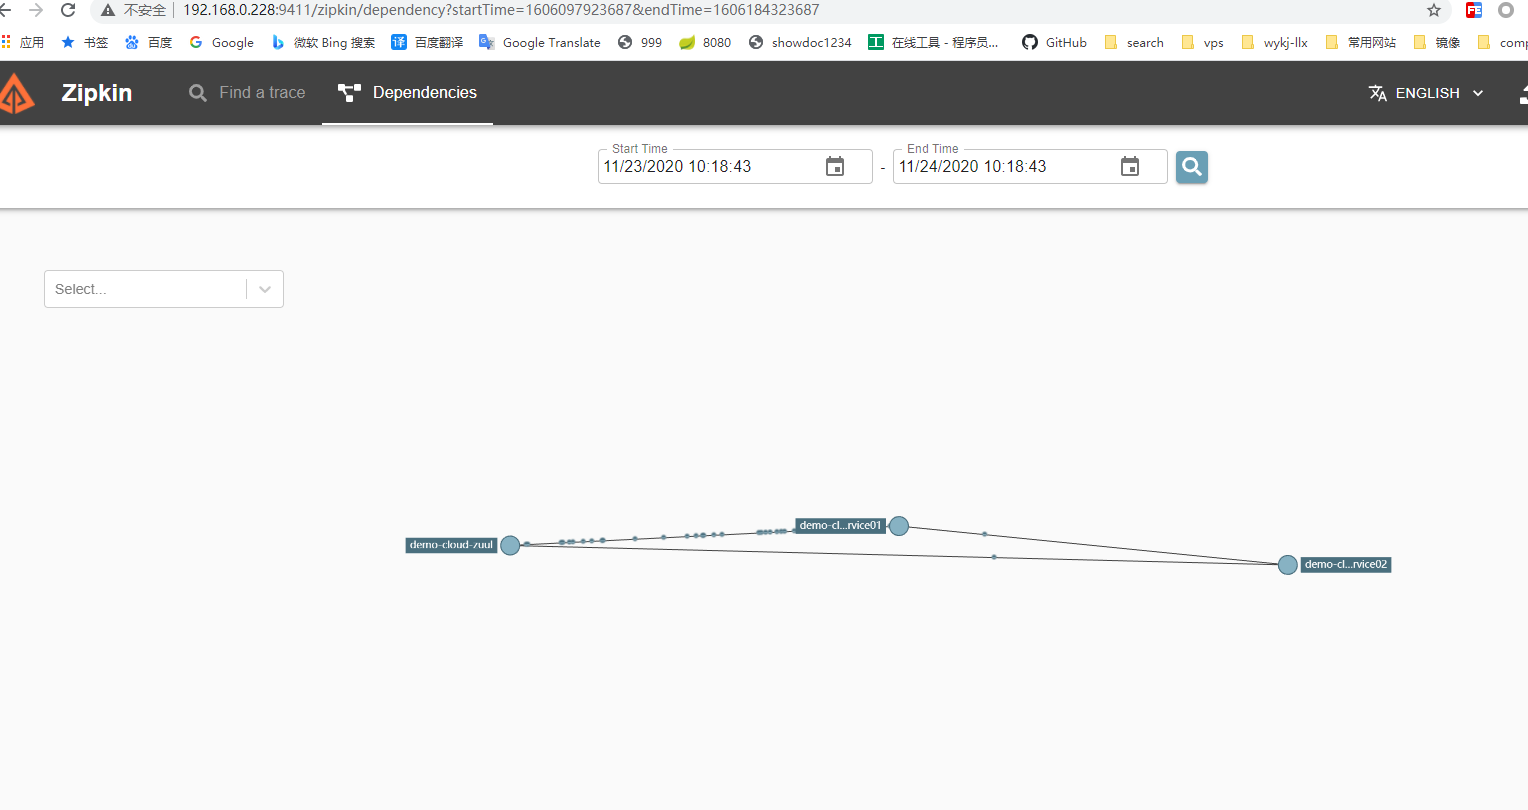 不安全 192.168.0.228:9411/zipkin/dependency?startTime=1606097923687&endTime=1606184323687
应用 书签 百度 Google 微软 Bing 搜索 百度翻译 Google Translate 999 8080 showdoc1234 在线工具 - 程序员... GitHub search vps wykj-llx 常用网站 镜像
Zipkin Find a trace Dependencies ENGLISH
Start Time End Time
11/23/2020 10:18:43 - 11/24/2020 10:18:43
Select...
demo-cl...rvice01
demo-cloud-zuul
demo-cl...rvice02